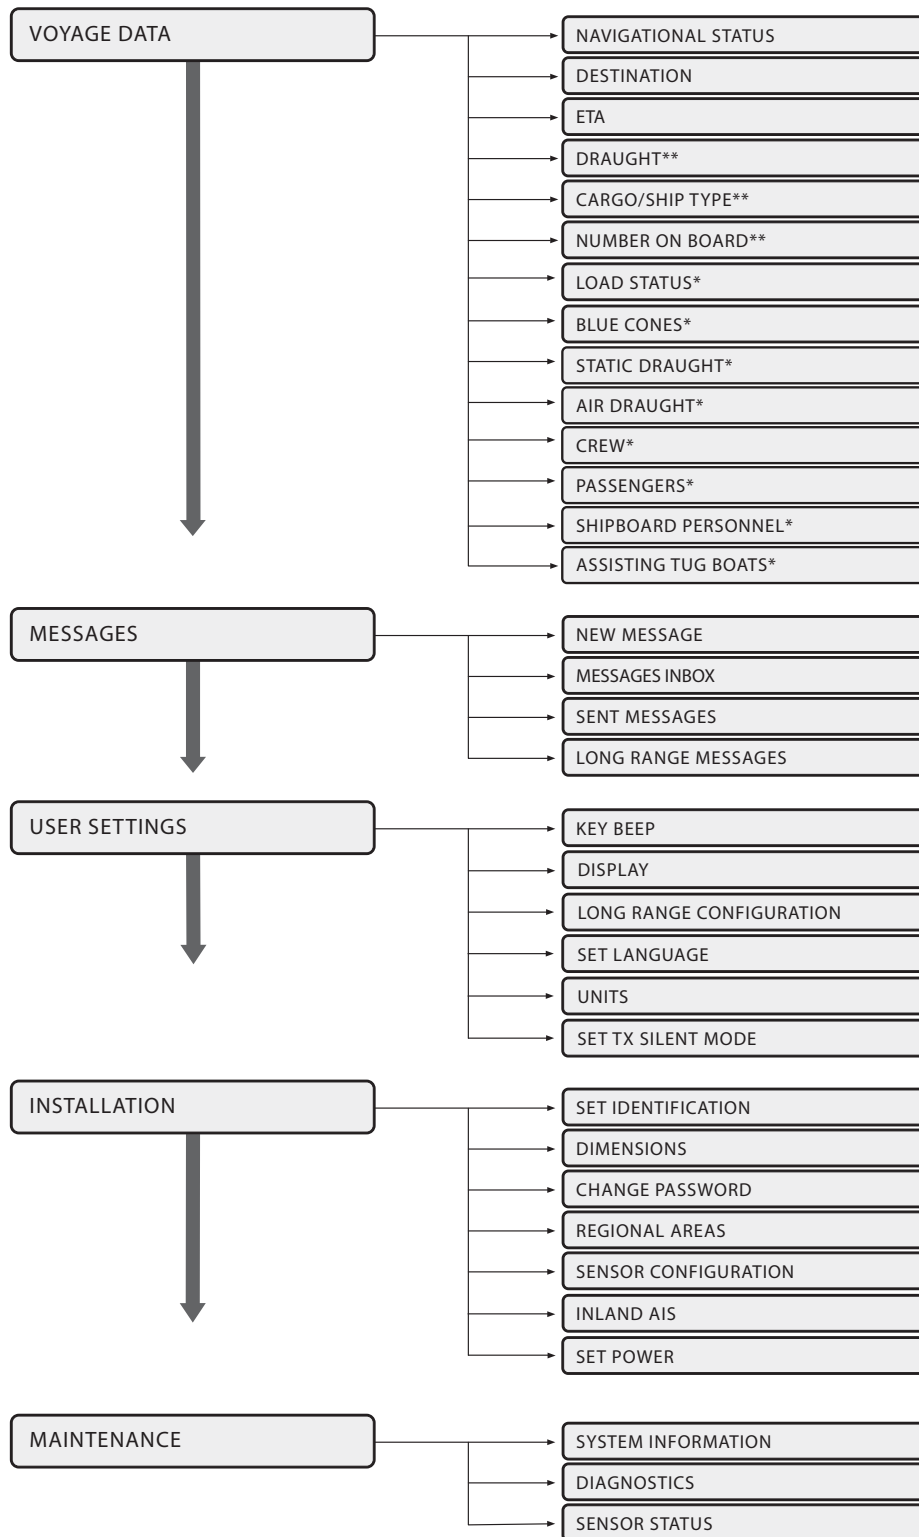 VOYAGE DATA
NAVIGATIONAL STATUS
DESTINATION
ETA
DRAUGHT**
CARGO/SHIP TYPE**
NUMBER ON BOARD**
LOAD STATUS*
BLUE CONES*
STATIC DRAUGHT*
AIR DRAUGHT*
CREW*
PASSENGERS*
SHIPBOARD PERSONNEL*
ASSISTING TUG BOATS*
MESSAGES
NEW MESSAGE
MESSAGES INBOX
SENT MESSAGES
LONG RANGE MESSAGES
USER SETTINGS
KEY BEEP
DISPLAY
LONG RANGE CONFIGURATION
SET LANGUAGE
UNITS
SET TX SILENT MODE
INSTALLATION
SET IDENTIFICATION
DIMENSIONS
CHANGE PASSWORD
REGIONAL AREAS
SENSOR CONFIGURATION
INLAND AIS
SET POWER
MAINTENANCE
SYSTEM INFORMATION
DIAGNOSTICS
SENSOR STATUS